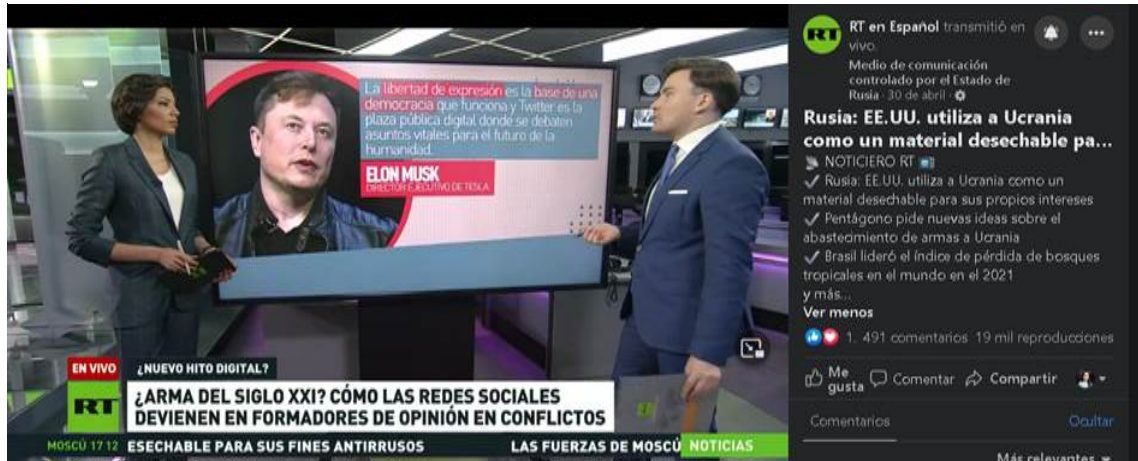 La libertad de expresión es la base de una
democracia que funciona y Twitter es la
plaza pública digital donde se debaten
asuntos vitales para el futuro de la
humanidad.
ELON MUSK
DIRECTOR EJECUTIVO DE TESLA
EN VIVO
¿NUEVO HITO DIGITAL?
RT
¿ARMA DEL SIGLO XXI? CÓMO LAS REDES SOCIALES
DEVIENEN EN FORMADORES DE OPINIÓN EN CONFLICTOS
MOSCÚ 17 12 ESECHABLE PARA SUS FINES ANTIRRUSOS LAS FUERZAS DE MOSCÚ NOTICIAS
RT
RT en Español transmitió en
vivo.
Medio de comunicación
controlado por el Estado de
Rusia · 30 de abril ·
Rusia: EE.UU. utiliza a Ucrania
como un material desechable pa...
NOTICIERO RT
✓ Rusia: EE.UU. utiliza a Ucrania como un
material desechable para sus propios intereses
✓ Pentágono pide nuevas ideas sobre el
abastecimiento de armas a Ucrania
✓ Brasil lideró el índice de pérdida de bosques
tropicales en el mundo en el 2021
y más...
Ver menos
1. 491 comentarios 19 mil reproducciones
Me
gusta
Comentar
Compartir
Comentarios
Ocultar
Más relevantes